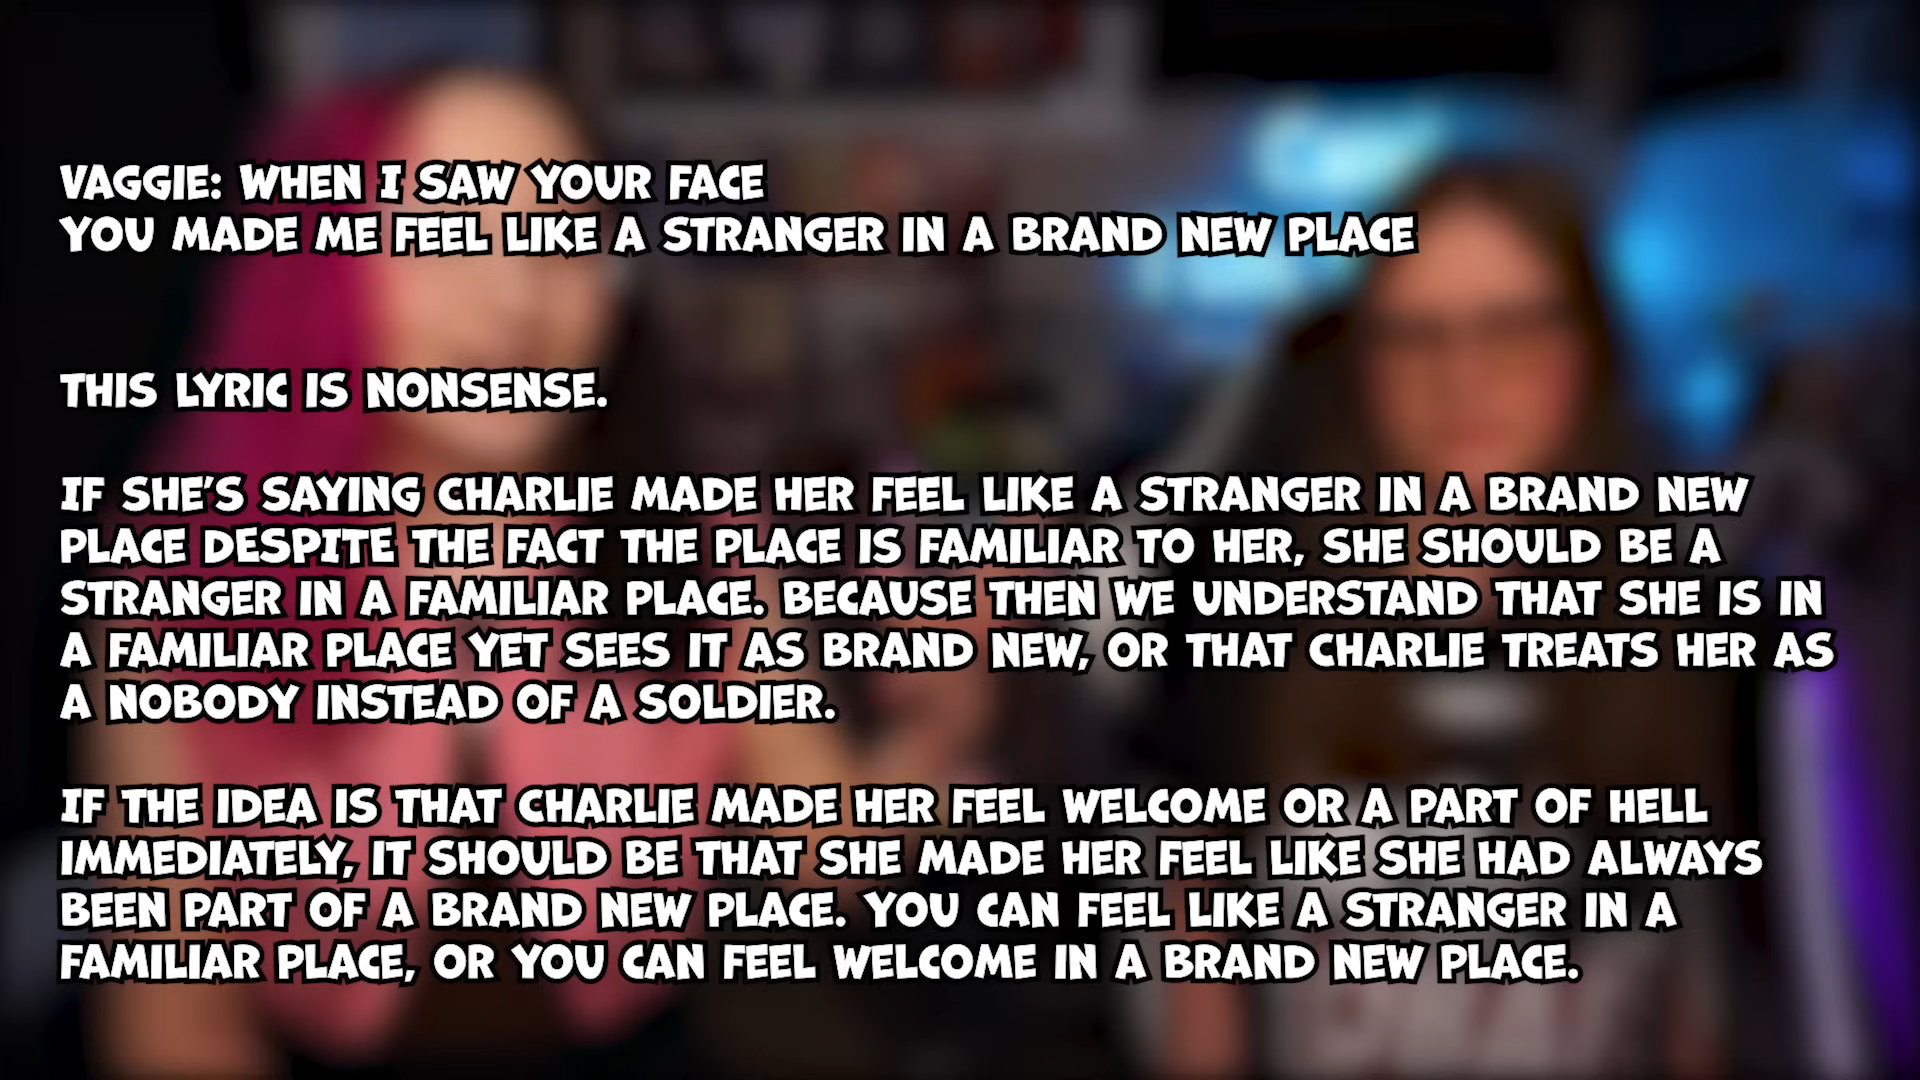 VAGGIE: WHEN I SAW YOUR FACE
YOU MADE ME FEEL LIKE A STRANGER IN A BRAND NEW PLACE
THIS LYRIC IS NONSENSE.
IF SHE'S SAYING CHARLIE MADE HER FEEL LIKE A STRANGER IN A BRAND NEW
PLACE DESPITE THE FACT THE PLACE IS FAMILIAR TO HER, SHE SHOULD BE A
STRANGER IN A FAMILIAR PLACE. BECAUSE THEN WE UNDERSTAND THAT SHE IS IN
A FAMILIAR PLACE YET SEES IT AS BRAND NEW, OR THAT CHARLIE TREATS HER AS
A NOBODY INSTEAD OF A SOLDIER.
IF THE IDEA IS THAT CHARLIE MADE HER FEEL WELCOME OR A PART OF HELL
IMMEDIATELY, IT SHOULD BE THAT SHE MADE HER FEEL LIKE SHE HAD ALWAYS
BEEN PART OF A BRAND NEW PLACE. YOU CAN FEEL LIKE A STRANGER IN A
FAMILIAR PLACE, OR YOU CAN FEEL WELCOME IN A BRAND NEW PLACE.